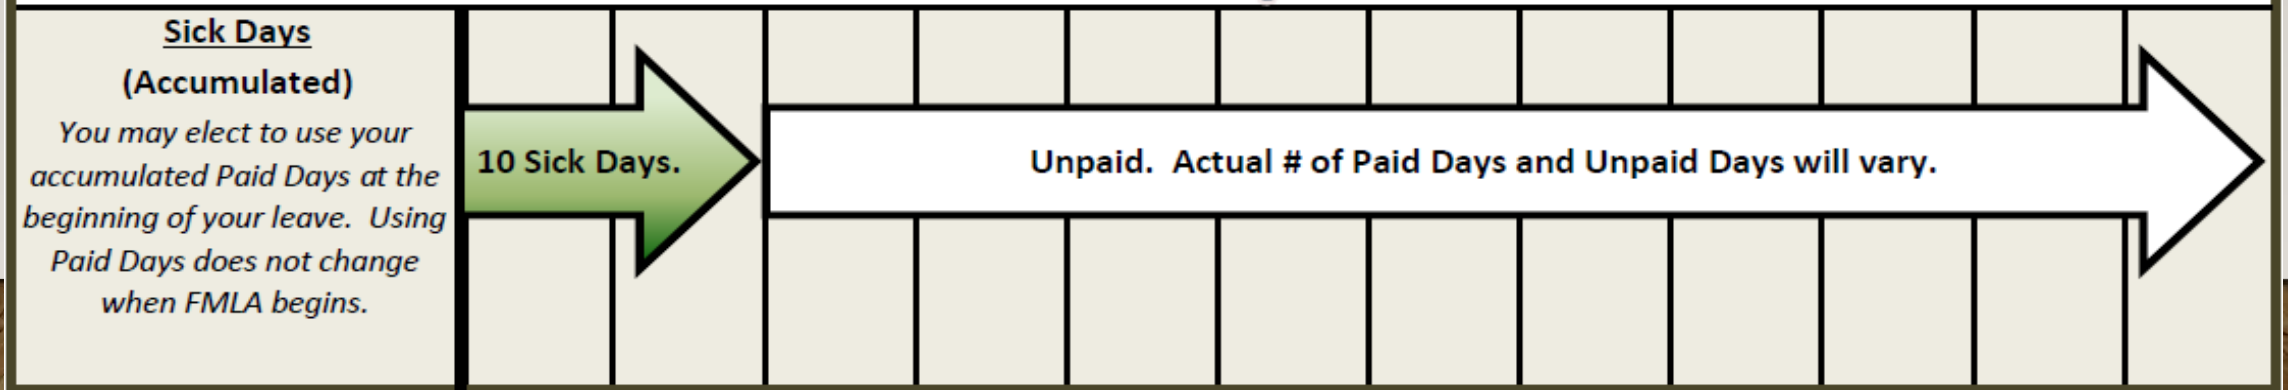 Sick Days
(Accumulated)
You may elect to use your
accumulated Paid Days at the
beginning of your leave.  Using
Paid Days does not change
when FMLA begins.
10 Sick Days.
Unpaid.  Actual # of Paid Days and Unpaid Days will vary.